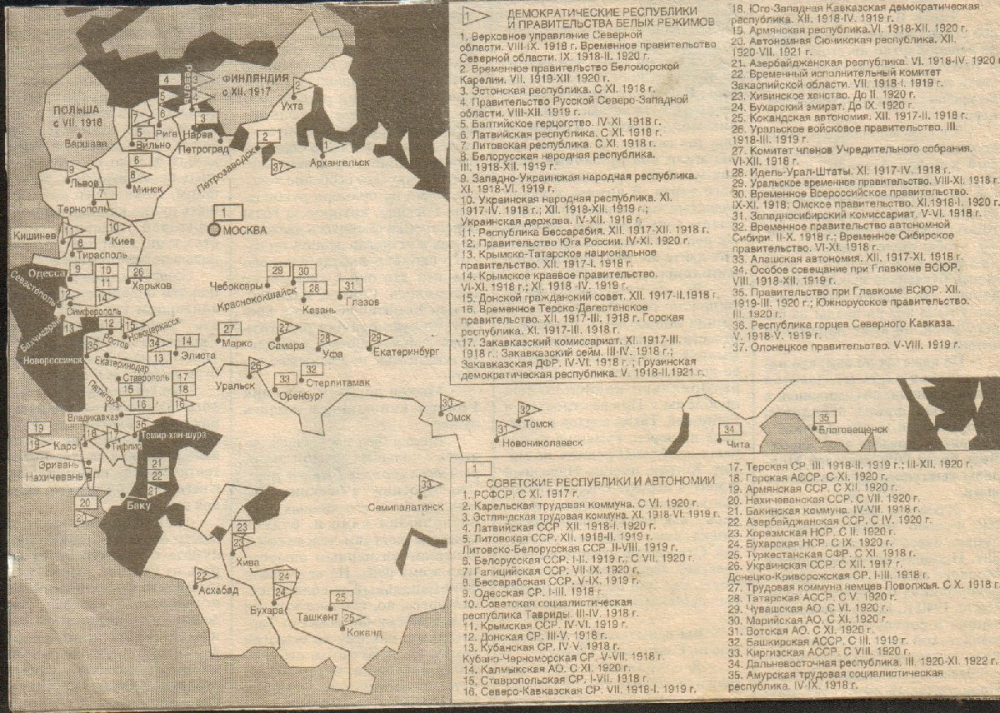 ДЕМОКРАТИЧЕСКИЕ РЕСПУБЛИКИ
И ПРАВИТЕЛЬСТВА БЕЛЫХ РЕЖИМОВ
1. Верховное управление Северной
области. VIII-IX. 1918 г. Временное правительство
Северной области. IX. 1918-II. 1920 г.
2. Временное правительство Беломорской
Карелии. VII. 1919-XII. 1920 г.
3. Эстонская республика. С XI. 1918 г.
4. Правительство Русской Северо-Западной
области. VIII-XII. 1919 г.
5. Балтийское герцогство. IV-XI. 1918 г.
6. Латвийская республика. С XI. 1918 г.
7. Литовская республика. С XI. 1918 г.
8. Белорусская народная республика.
III. 1918-XII. 1919 г.
9. Западно-Украинская народная республика.
XI. 1918-VI. 1919 г.
10. Украинская народная республика. XI.
1917-IV. 1918 г.; XII. 1918-XII. 1919 г.;
Украинская держава. IV-XII. 1918 г.
11. Республика Бессарабия. XII. 1917-XII. 1918 г.
12. Правительство Юга России. IV-XI. 1920 г.
13. Крымско-Татарское национальное
правительство. XII. 1917-I. 1918 г.
14. Крымское краевое правительство.
VI-XI. 1918 г.; XI. 1918-IV. 1919 г.
15. Донской гражданский совет. XII. 1917-II.1918 г.
16. Временное Терско-Дагестанское
правительство. XII. 1917-III. 1918 г. Горская
республика. XI. 1917-III. 1918 г.
17. Закавказский комиссариат. XI. 1917-III.
1918 г.; Закавказский сейм. III-IV. 1918 г.;
Закавказская ДФР. IV-VI. 1918 г.; Грузинская
демократическая республика. V. 1918-II.1921 г.
18. Юго-Западная Кавказская демократическая
республика. XII. 1918-IV. 1919 г.
19. Армянская республика.VI. 1918-XII. 1920 г.
20. Автономная Сюникская республика. XII.
1920-VII. 1921 г.
21. Азербайджанская республика. VI. 1918-IV. 1920 г
22. Временный исполнительный комитет
Закаспийской области. VII. 1918-I. 1919 г.
23. Хивинское ханство. До II. 1920 г.
24. Бухарский эмират. До IX. 1920 г.
25. Кокандская автономия. XII. 1917-II. 1918 г.
26. Уральское войсковое правительство. III.
1918-III. 1919 г.
27. Комитет членов Учредительного собрания.
VI-XII. 1918 г.
28. Идель-Урал-Штаты. XI. 1917-IV. 1918 г.
29. Уральское временное правительство. VIII-XI. 1918 г.
30. Временное Всероссийское правительство.
IX-XI. 1918; Омское правительство. XI.1918-I. 1920 г.
31. Западносибирский комиссариат. V-VI. 1918 г.
32. Временное правительство автономной
Сибири. II-X. 1918 г.; Временное Сибирское
правительство. VI-XI. 1918 г.
33. Алашская автономия. XII. 1917-XI. 1918 г.
34. Особое совещание при Главкоме ВСЮР.
VIII. 1918-XII. 1919 г.
35. Правительство при Главкоме ВСЮР. XII.
1919-III. 1920 г.; Южнорусское правительство.
III. 1920 г.
36. Республика горцев Северного Кавказа.
V. 1918-V. 1919 г.
37. Олонецкое правительство. V-VIII. 1919 г.
ФИНЛЯНДИЯ
с XII. 1917
ПОЛЬША
с VII. 1918
Варшава
Ревель
Рига
Нарва
Вильно
Петроград
Петрозаводск
Ухта
Архангельск
Львов
Минск
Тернополь
МОСКВА
Кишинев
Киев
Тирасполь
Одесса
Харьков
Севастополь
Симферополь
Бахчисарай
Чебоксары
Краснококшайск
Казань
Глазов
Ростов
Новочеркасск
Новороссийск
Екатеринодар
Элиста
Маркс
Самара
Уфа
Екатеринбург
Ставрополь
Пятигорск
Владикавказ
Уральск
Оренбург
Стерлитамак
Омск
Томск
Новониколаевск
Чита
Благовещенск
Темир-хан-шура
Карс
Тифлис
Эривань
Нахичевань
Баку
Семипалатинск
Хива
Асхабад
Бухара
Ташкент
Коканд
СОВЕТСКИЕ РЕСПУБЛИКИ И АВТОНОМИИ
1. РСФСР. С XI. 1917 г.
2. Карельская трудовая коммуна. С VI. 1920 г.
3. Эстляндская трудовая коммуна. XI. 1918-VI. 1919 г.
4. Латвийская ССР. XII. 1918-I. 1920 г.
5. Литовская ССР. XII. 1918-II. 1919 г.
Литовско-Белорусская ССР. II-VIII. 1919 г.
6. Белорусская ССР. I-II. 1919 г.; С VII. 1920 г.
7. Галицийская ССР. VII-IX. 1920 г.
8. Бессарабская ССР. V-IX. 1919 г.
9. Одесская СР. I-III. 1918 г.
10. Советская социалистическая
республика Тавриды. III-IV. 1918 г.
11. Крымская ССР. IV-VI. 1919 г.
12. Донская СР. III-V. 1918 г.
13. Кубанская СР. IV-V. 1918 г.
Кубано-Черноморская СР. V-VII. 1918 г.
14. Калмыкская АО. С XI. 1920 г.
15. Ставропольская СР. I-VII. 1918 г.
16. Северо-Кавказская СР. VII. 1918-I. 1919 г.
17. Терская СР. III. 1918-II. 1919 г.; III-XII. 1920 г.
18. Горская АССР. С XI. 1920 г.
19. Армянская ССР. С XII. 1920 г.
20. Нахичеванская ССР. С VII. 1920 г.
21. Бакинская коммуна. IV-VII. 1918 г.
22. Азербайджанская ССР. С IV. 1920 г.
23. Хорезмская НСР. С II. 1920 г.
24. Бухарская НСР. С IX. 1920 г.
25. Туркестанская СФР. С XI. 1918 г.
26. Украинская ССР. С XII. 1917 г.
Донецко-Криворожская СР. I-III. 1918 г.
27. Трудовая коммуна немцев Поволжья. С X. 1918 г.
28. Татарская АССР. С V. 1920 г.
29. Чувашская АО. С VI. 1920 г.
30. Марийская АО. С XI. 1920 г.
31. Вотская АО. С XI. 1920 г.
32. Башкирская АССР. С III. 1919 г.
33. Киргизская АССР. С VIII. 1920 г.
34. Дальневосточная республика. III. 1920-XI. 1922 г.
35. Амурская трудовая социалистическая
республика. IV-IX. 1918 г.